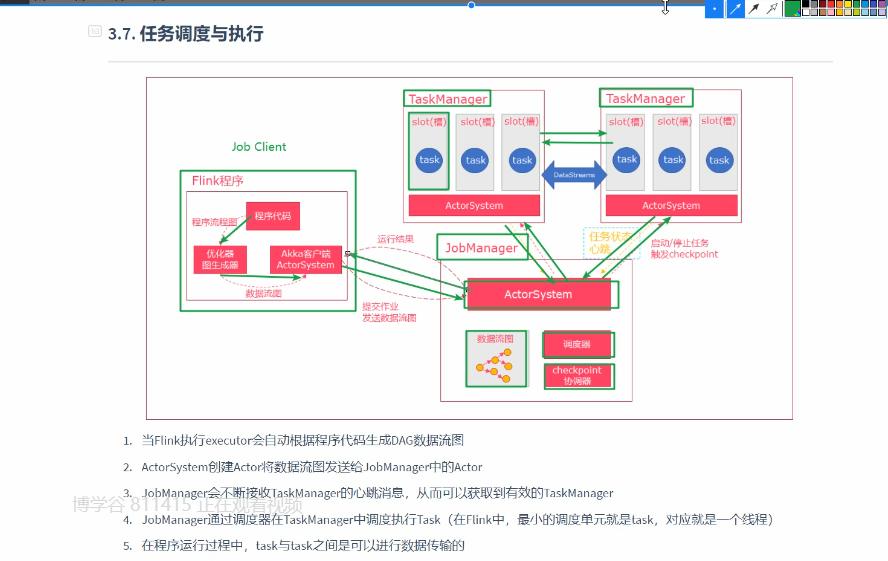 3.7. 任务调度与执行
TaskManager
TaskManager
slot(槽)
slot(槽)
slot(槽)
slot(槽)
slot(槽)
slot(槽)
Job Client
task
task
task
task
task
task
DataStreams
Flink程序
ActorSystem
ActorSystem
程序代码
程序流程图
任务状态
心跳
运行结果
JobManager
启动/停止任务
触发checkpoint
优化器
图生成器
Akka客户端
ActorSystem
数据流图
ActorSystem
提交作业
发送数据流图
数据流图
调度器
checkpoint
协调器
1. 当Flink执行executor会自动根据程序代码生成DAG数据流图
2. ActorSystem创建Actor将数据流图发送给JobManager中的Actor
3. JobManager会不断接收TaskManager的心跳消息，从而可以获取到有效的TaskManager
博学谷 811415 正在观看视频
4. JobManager通过调度器在TaskManager中调度执行Task（在Flink中，最小的调度单元就是task，对应就是一个线程）
5. 在程序运行过程中，task与task之间是可以进行数据传输的